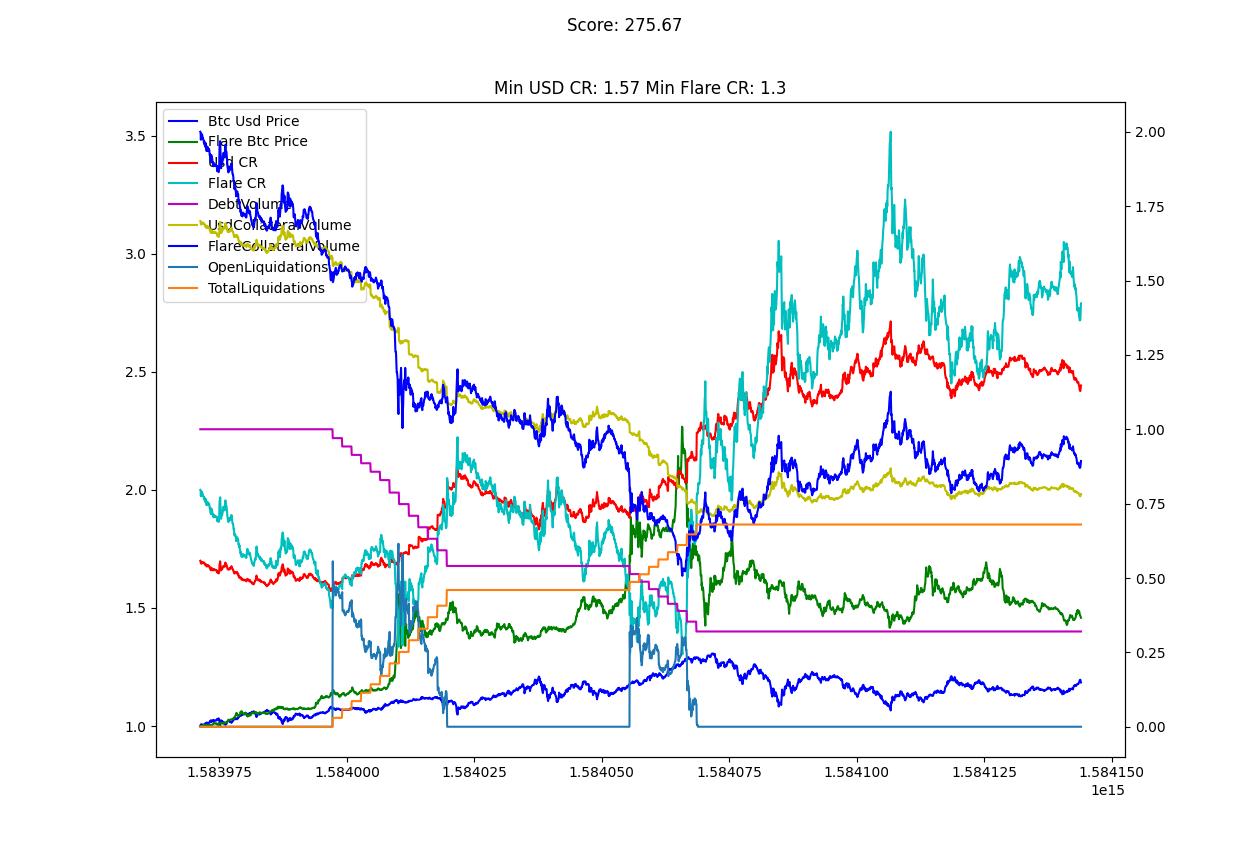 Score: 275.67
Min USD CR: 1.57 Min Flare CR: 1.3
Btc Usd Price
Flare Btc Price
Usd CR
Flare CR
DebtVolume
UsdCollateralVolume
FlareCollateralVolume
OpenLiquidations
TotalLiquidations
3.5
3.0
2.5
2.0
1.5
1.0
2.00
1.75
1.50
1.25
1.00
0.75
0.50
0.25
0.00
1.583975 1.584000 1.584025 1.584050 1.584075 1.584100 1.584125 1.584150
1e15